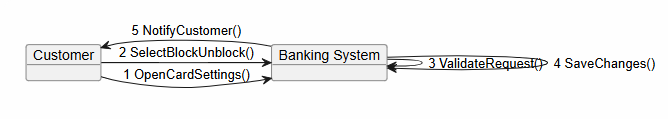 5 NotifyCustomer()
Customer
2 SelectBlockUnblock()
Banking System
1 OpenCardSettings()
3 ValidateRequest()
4 SaveChanges()